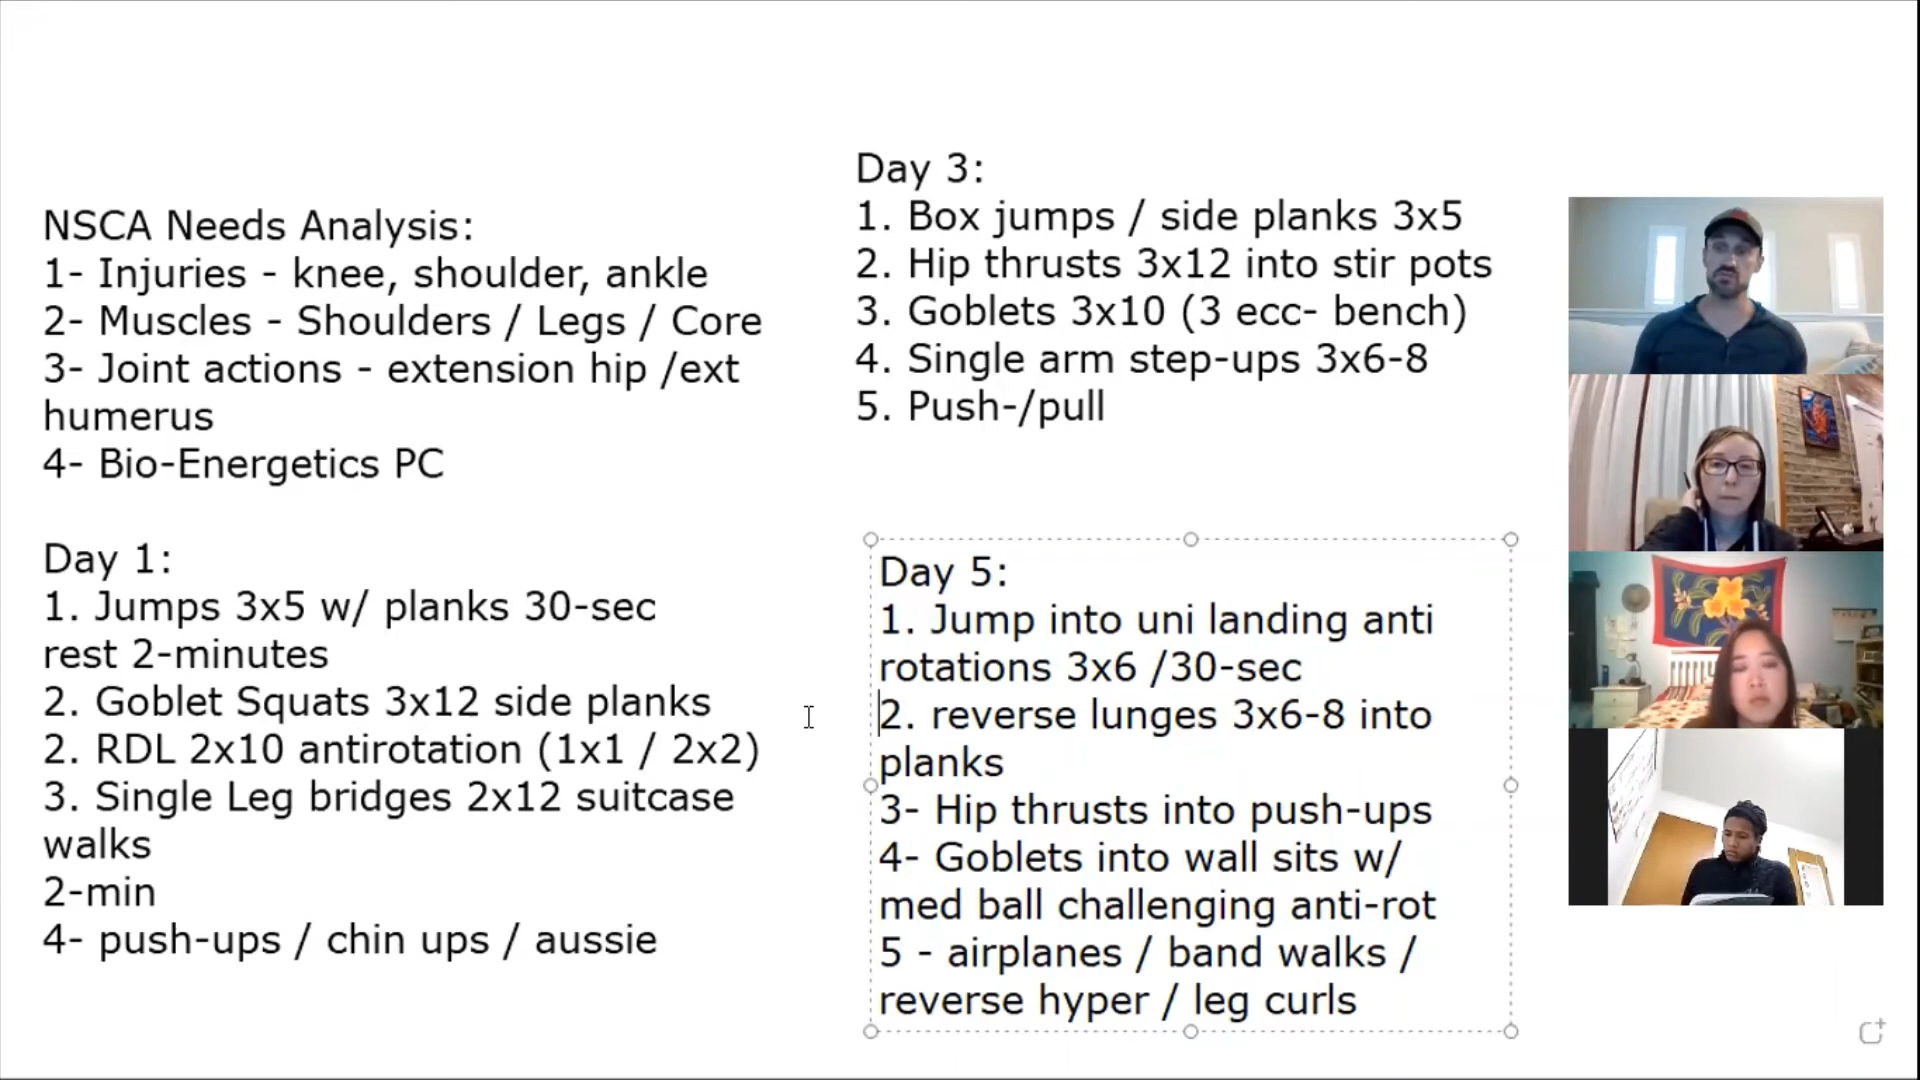 NSCA Needs Analysis:
1- Injuries - knee, shoulder, ankle
2- Muscles - Shoulders / Legs / Core
3- Joint actions - extension hip /ext
humerus
4- Bio-Energetics PC
Day 1:
1. Jumps 3x5 w/ planks 30-sec
rest 2-minutes
2. Goblet Squats 3x12 side planks
2. RDL 2x10 antirotation (1x1 / 2x2)
3. Single Leg bridges 2x12 suitcase
walks
2-min
4- push-ups / chin ups / aussie
Day 3:
1. Box jumps / side planks 3x5
2. Hip thrusts 3x12 into stir pots
3. Goblets 3x10 (3 ecc- bench)
4. Single arm step-ups 3x6-8
5. Push-/pull
Day 5:
1. Jump into uni landing anti
rotations 3x6 /30-sec
2. reverse lunges 3x6-8 into
planks
3- Hip thrusts into push-ups
4- Goblets into wall sits w/
med ball challenging anti-rot
5 - airplanes / band walks /
reverse hyper / leg curls